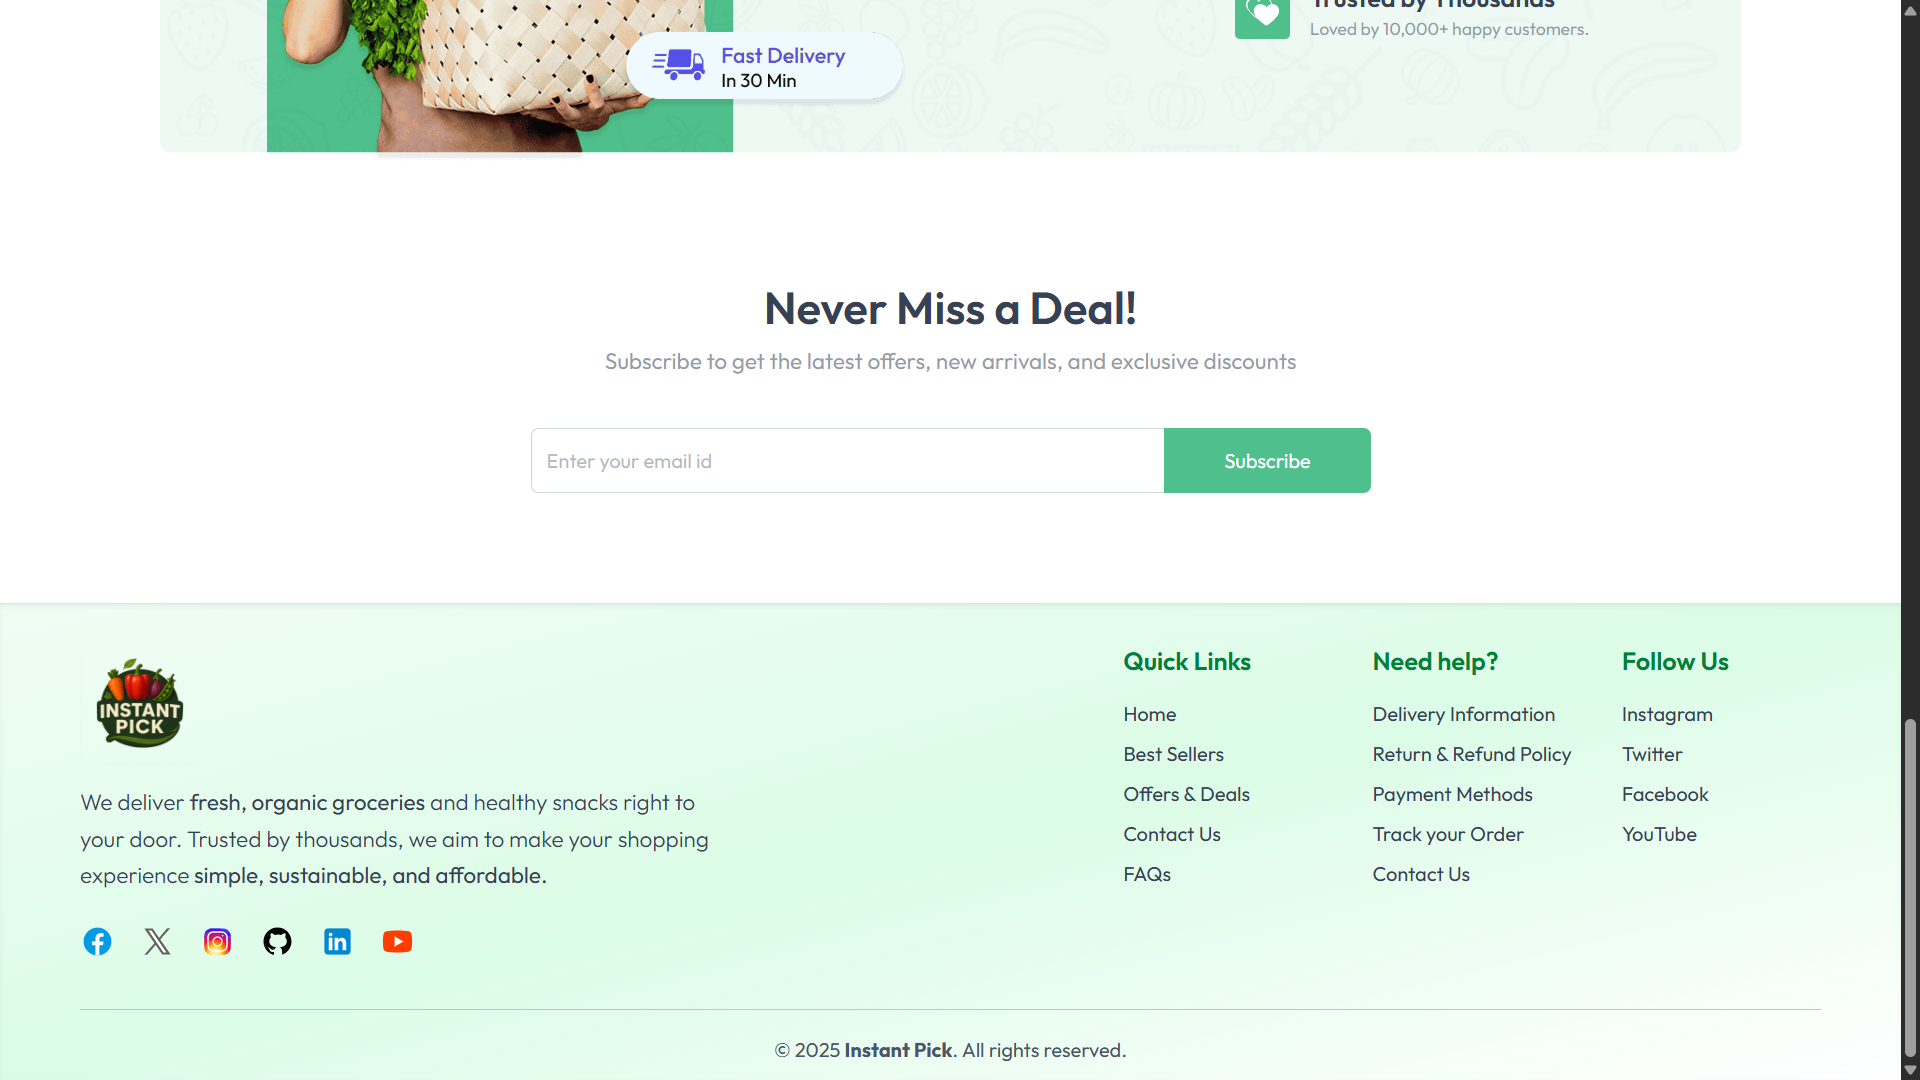 Trusted by Thousands
Loved by 10,000+ happy customers.
Fast Delivery
In 30 Min
Never Miss a Deal!
Subscribe to get the latest offers, new arrivals, and exclusive discounts
Enter your email id
Subscribe
INSTANT
PICK
We deliver fresh, organic groceries and healthy snacks right to
your door. Trusted by thousands, we aim to make your shopping
experience simple, sustainable, and affordable.
Quick Links
Home
Best Sellers
Offers & Deals
Contact Us
FAQs
Need help?
Delivery Information
Return & Refund Policy
Payment Methods
Track your Order
Contact Us
Follow Us
Instagram
Twitter
Facebook
YouTube
© 2025 Instant Pick. All rights reserved.